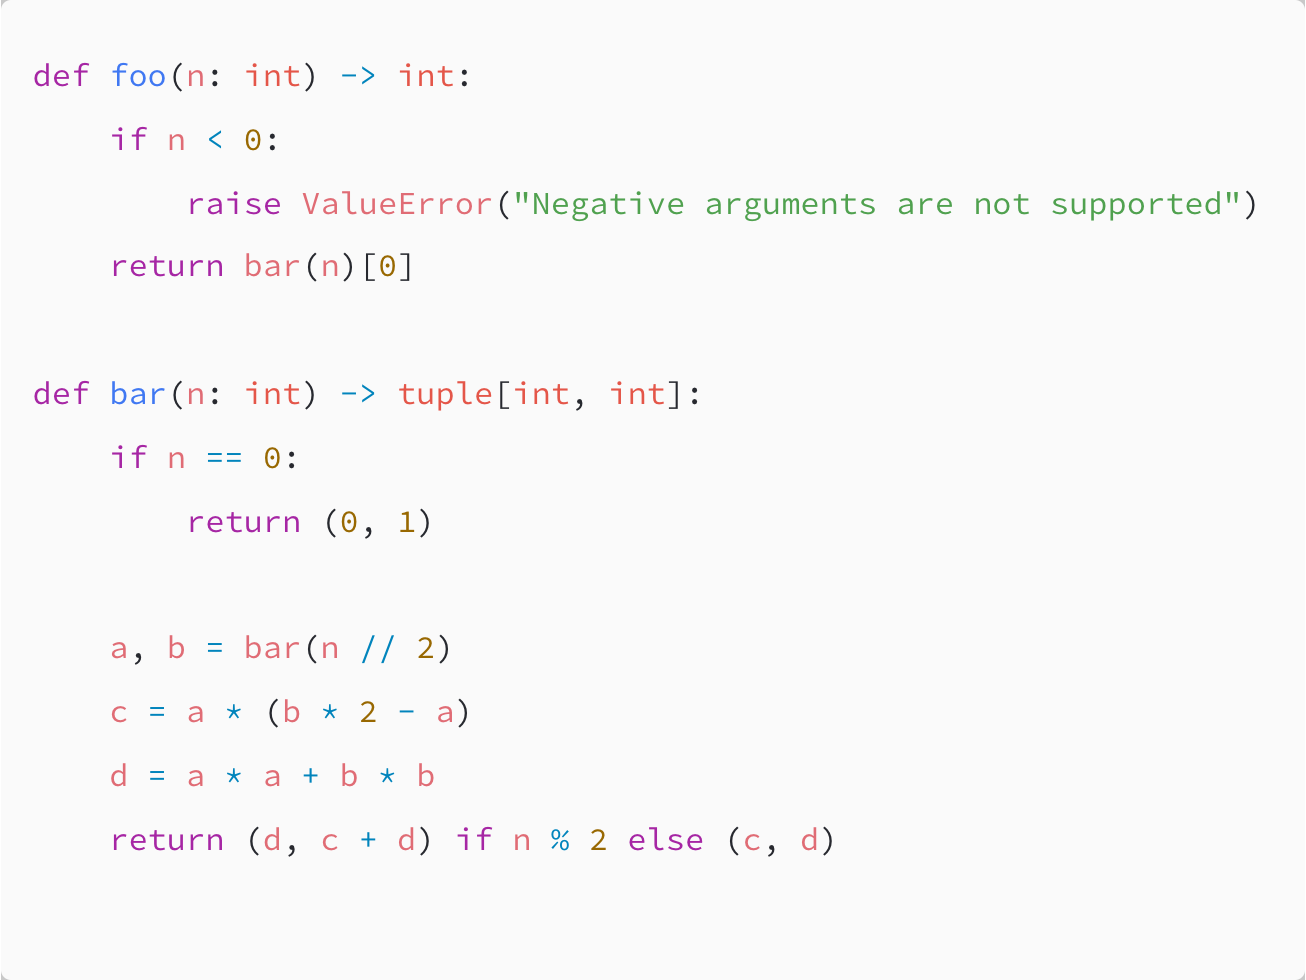 def foo(n: int) -> int:
    if n < 0:
        raise ValueError("Negative arguments are not supported")
    return bar(n)[0]

def bar(n: int) -> tuple[int, int]:
    if n == 0:
        return (0, 1)

    a, b = bar(n // 2)
    c = a * (b * 2 - a)
    d = a * a + b * b
    return (d, c + d) if n % 2 else (c, d)